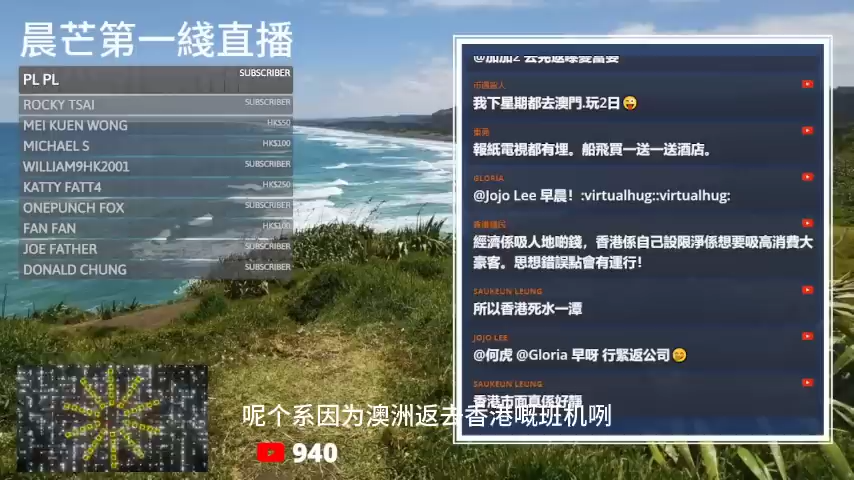 晨芒第一綫直播
PL PL SUBSCRIBER
ROCKY TSAI SUBSCRIBER
MEI KUEN WONG HK$50
MICHAEL S HK$100
WILLIAM9HK2001 SUBSCRIBER
KATTY FATT4 HK$250
ONEPUNCH FOX SUBSCRIBER
FAN FAN
JOE FATHER SUBSCRIBER
DONALD CHUNG SUBSCRIBER
我下星期都去澳門.玩2日
報紙電視都有埋。船飛買一送一送酒店。
GLORIA
@Jojo Lee 早晨！:virtualhug::virtualhug:
經濟係吸人地啲錢，香港係自己設限淨係想要吸高消費大
豪客。思想錯誤點會有運行！
SAUKEUN LEUNG
所以香港死水一潭
JOJO LEE
@何虎 @Gloria 早呀 行緊返公司
SAUKEUN LEUNG
香港市面真係好靜
呢个系因为澳洲返去香港嘅班机咧
940